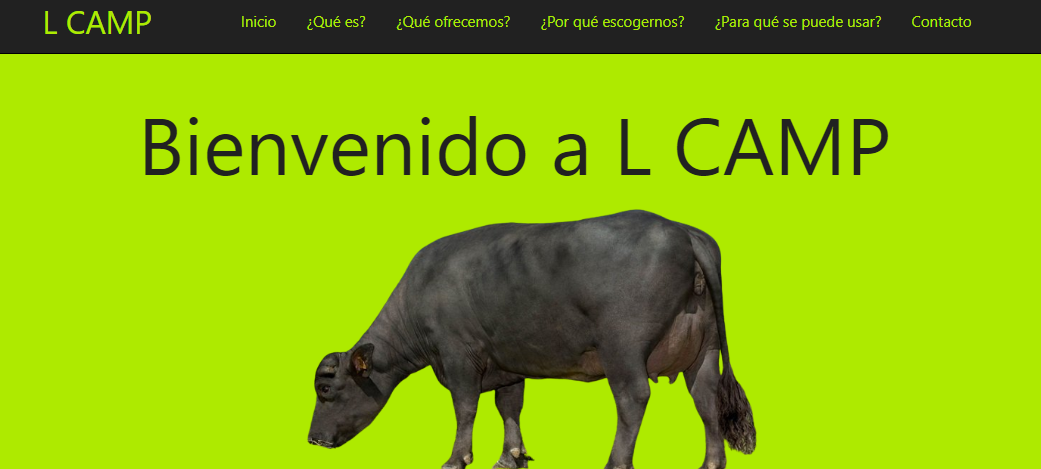 L CAMP Inicio ¿Qué es? ¿Qué ofrecemos? ¿Por qué escogernos? ¿Para qué se puede usar? Contacto
Bienvenido a L CAMP